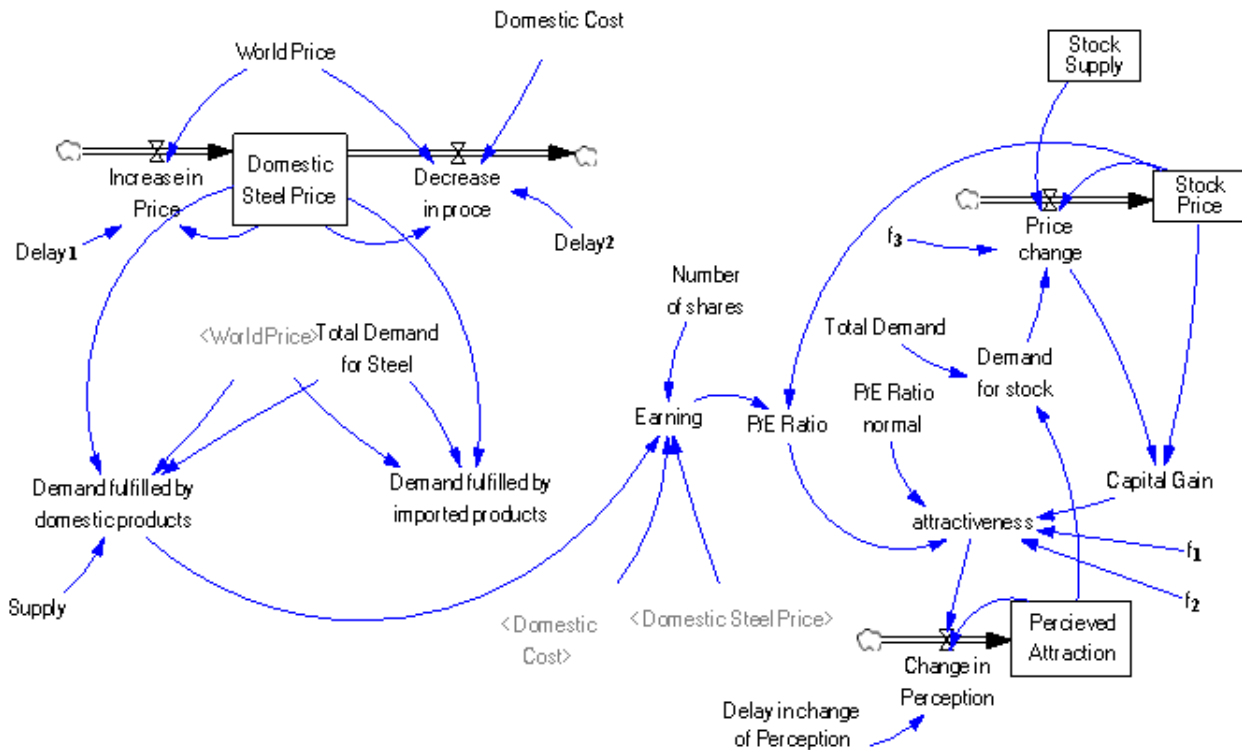 Domestic Cost
World Price
Stock
Supply
Domestic
Steel Price
Increase in
Price
Decrease
in proce
Stock
Price
Delay1
Delay2
Price
change
f3
Number
of shares
<World Price>
Total Demand
for Steel
Total Demand
Demand
for stock
P/E Ratio
normal
Earning
P/E Ratio
Demand fulfilled by
domestic products
Demand fulfilled by
imported products
Capital Gain
attractiveness
f1
Supply
f2
<Domestic
Cost>
<Domestic Steel Price>
Percieved
Attraction
Change in
Perception
Delay in change
of Perception